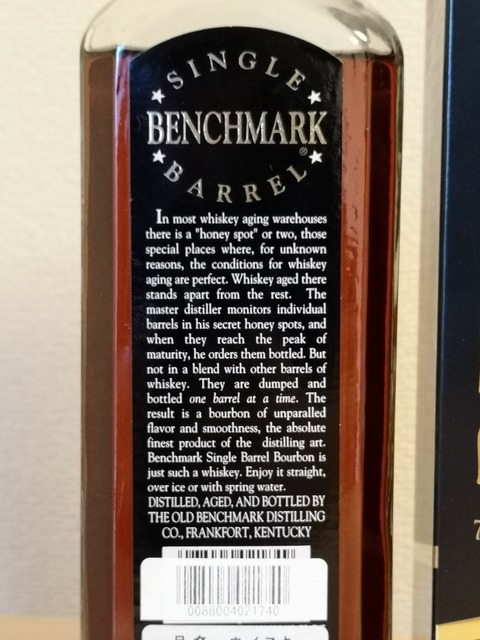 SINGLE
BENCHMARK®
BARREL
In most whiskey aging warehouses
there is a "honey spot" or two, those
special places where, for unknown
reasons, the conditions for whiskey
aging are perfect. Whiskey aged there
stands apart from the rest. The
master distiller monitors individual
barrels in his secret honey spots, and
when they reach the peak of
maturity, he orders them bottled. But
not in a blend with other barrels of
whiskey. They are dumped and
bottled one barrel at a time. The
result is a bourbon of unparalled
flavor and smoothness, the absolute
finest product of the distilling art.
Benchmark Single Barrel Bourbon is
just such a whiskey. Enjoy it straight,
over ice or with spring water.
DISTILLED, AGED, AND BOTTLED BY
THE OLD BENCHMARK DISTILLING
CO., FRANKFORT, KENTUCKY
0088004021740
7